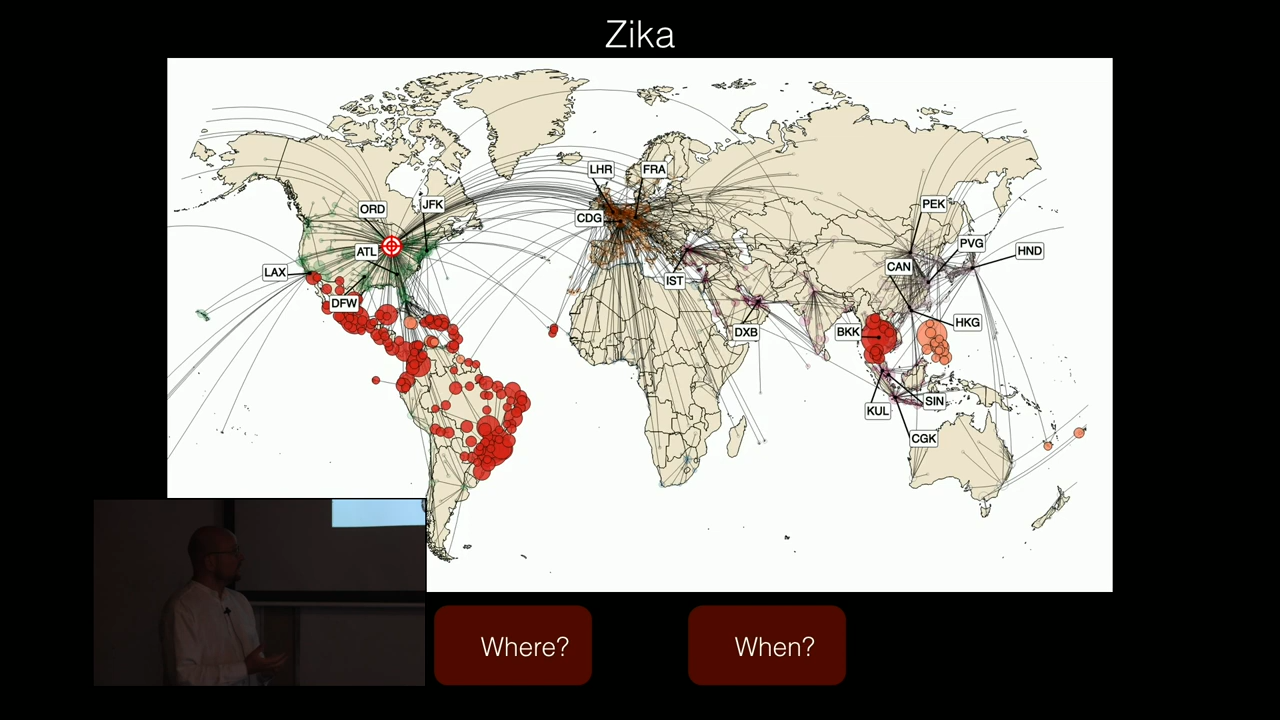 Zika
LHR
FRA
ORD
JFK
PEK
CDG
PVG
HND
ATL
CAN
LAX
IST
DFW
DXB
BKK
HKG
SIN
KUL
CGK
Where?
When?